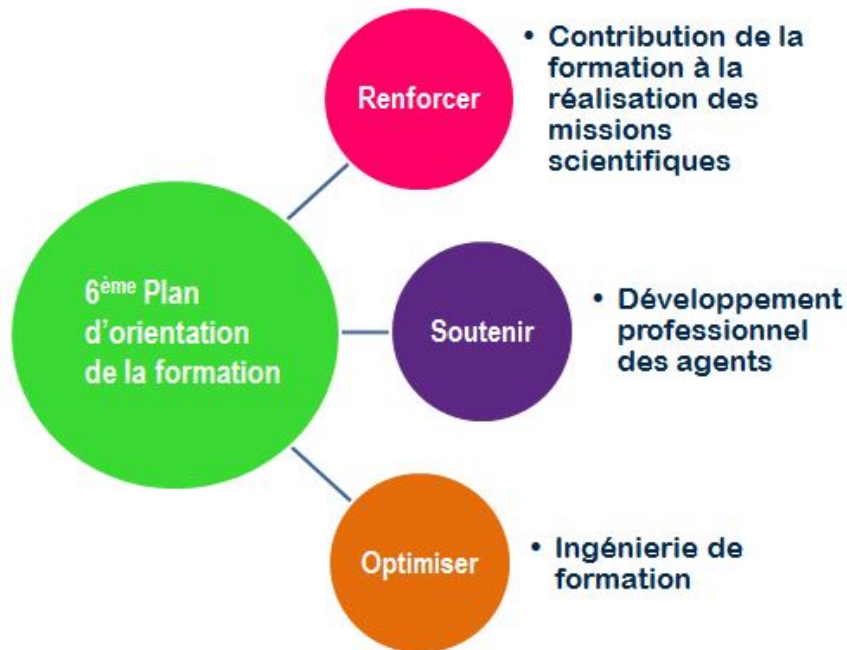 Renforcer
• Contribution de la
formation à la
réalisation des
missions
scientifiques
6ème Plan
d'orientation
de la formation
Soutenir
• Développement
professionnel
des agents
Optimiser
• Ingénierie de
formation